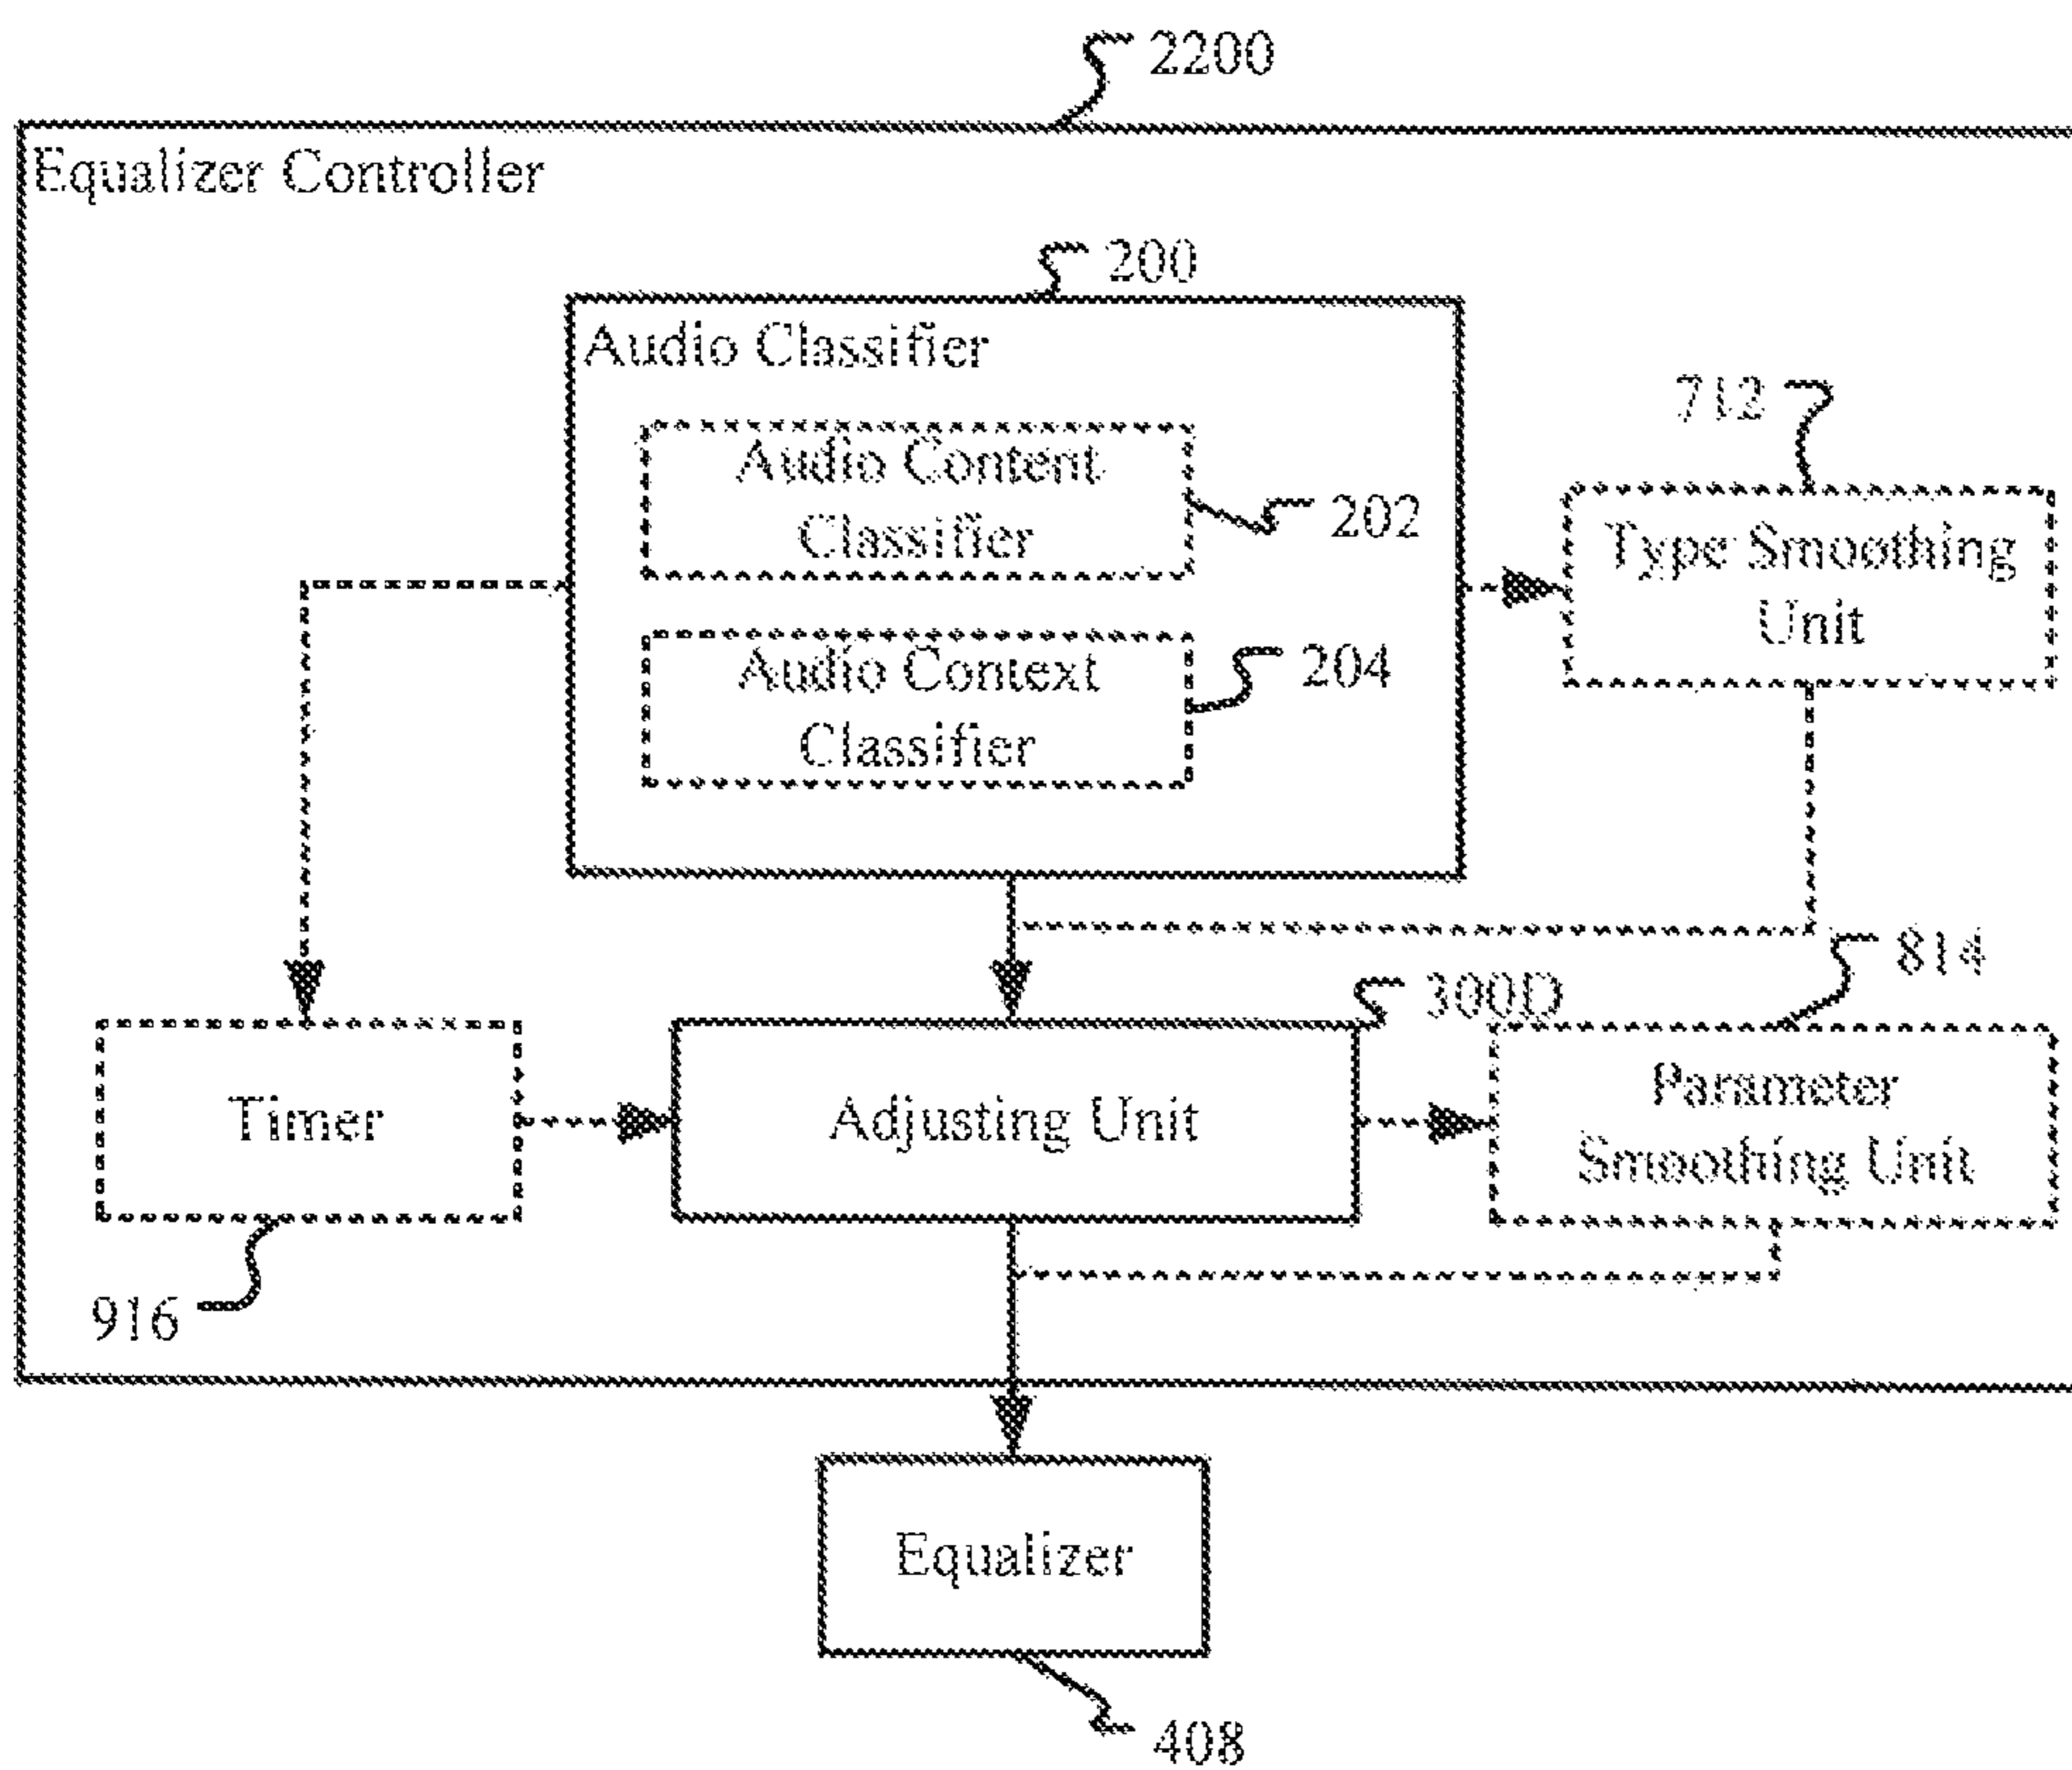 2200
Equalizer Controller
200
Audio Classifier
712
Audio Content
Classifier
202
Type Smoothing
Unit
Audio Context
Classifier
204
814
300D
Timer
Adjusting Unit
Parameter
Smoothing Unit
916
Equalizer
408